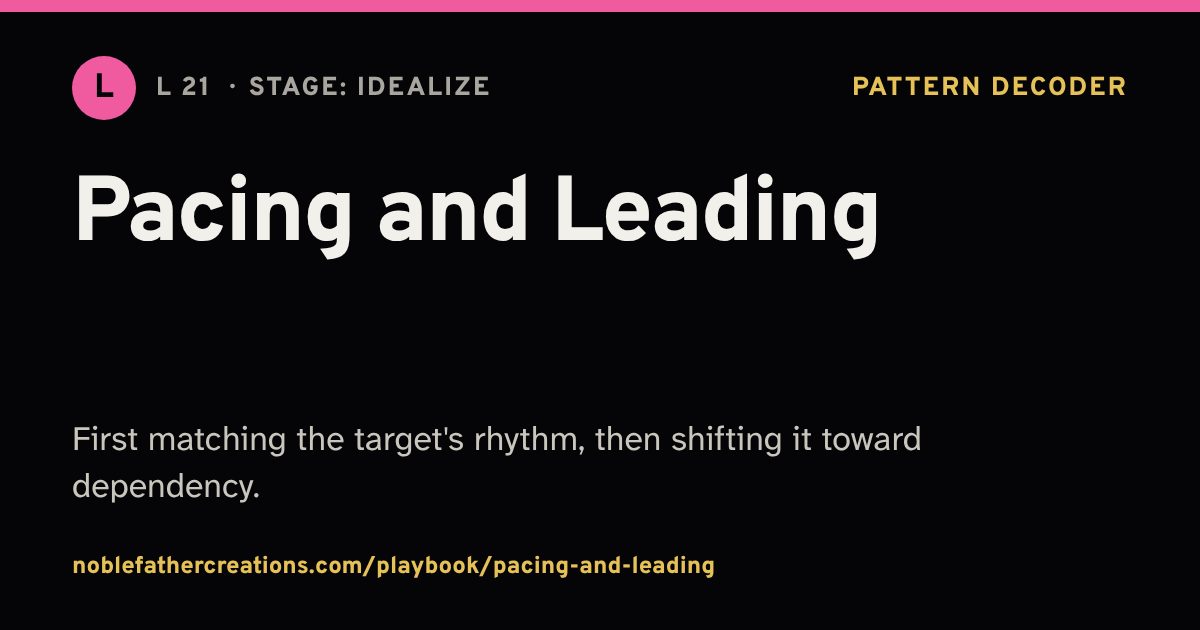 L
L 21 · STAGE: IDEALIZE
PATTERN DECODER
Pacing and Leading
First matching the target's rhythm, then shifting it toward
dependency.
noblefathercreations.com/playbook/pacing-and-leading